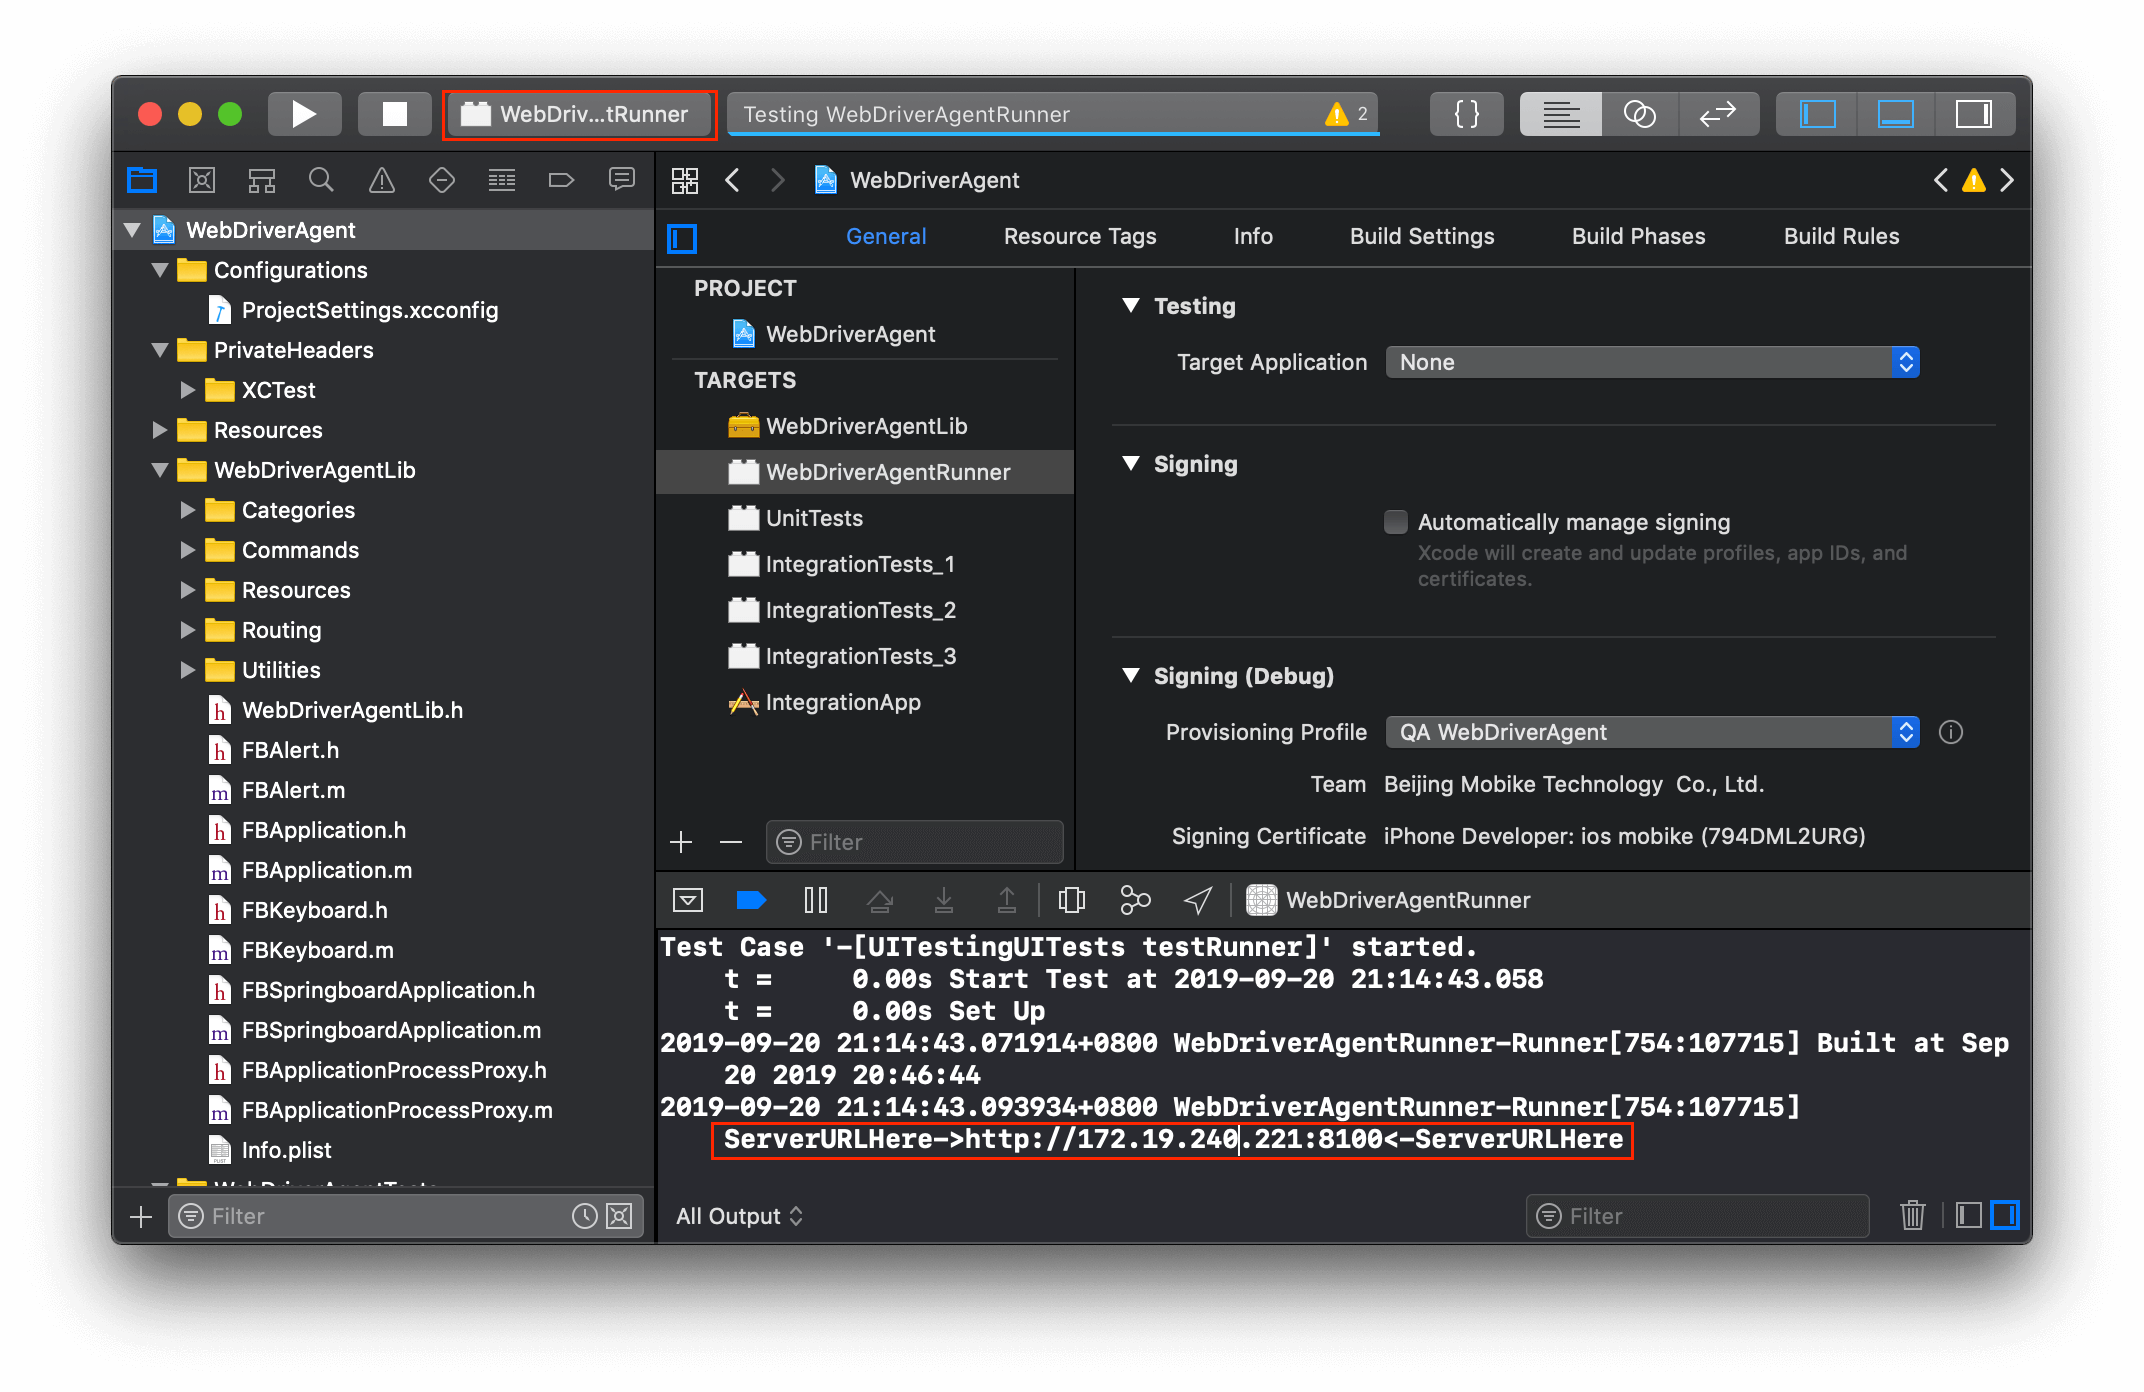 WebDriv...tRunner
Testing WebDriverAgentRunner
2
{}
WebDriverAgent
WebDriverAgent
Configurations
ProjectSettings.xcconfig
PrivateHeaders
XCTest
Resources
WebDriverAgentLib
Categories
Commands
Resources
Routing
Utilities
h WebDriverAgentLib.h
h FBAlert.h
m FBAlert.m
h FBApplication.h
m FBApplication.m
h FBKeyboard.h
m FBKeyboard.m
h FBSpringboardApplication.h
m FBSpringboardApplication.m
h FBApplicationProcessProxy.h
m FBApplicationProcessProxy.m
Info.plist
Filter
General
Resource Tags
Info
Build Settings
Build Phases
Build Rules
PROJECT
WebDriverAgent
TARGETS
WebDriverAgentLib
WebDriverAgentRunner
UnitTests
IntegrationTests_1
IntegrationTests_2
IntegrationTests_3
IntegrationApp
Filter
Testing
Target Application None
Signing
Automatically manage signing
Xcode will create and update profiles, app IDs, and
certificates.
Signing (Debug)
Provisioning Profile QA WebDriverAgent
Team Beijing Mobike Technology Co., Ltd.
Signing Certificate iPhone Developer: ios mobike (794DML2URG)
WebDriverAgentRunner
Test Case '-[UITestingUITests testRunner]' started.
t = 0.00s Start Test at 2019-09-20 21:14:43.058
t = 0.00s Set Up
2019-09-20 21:14:43.071914+0800 WebDriverAgentRunner-Runner[754:107715] Built at Sep
20 2019 20:46:44
2019-09-20 21:14:43.093934+0800 WebDriverAgentRunner-Runner[754:107715]
ServerURLHere->http://172.19.240.221:8100<-ServerURLHere
All Output
Filter